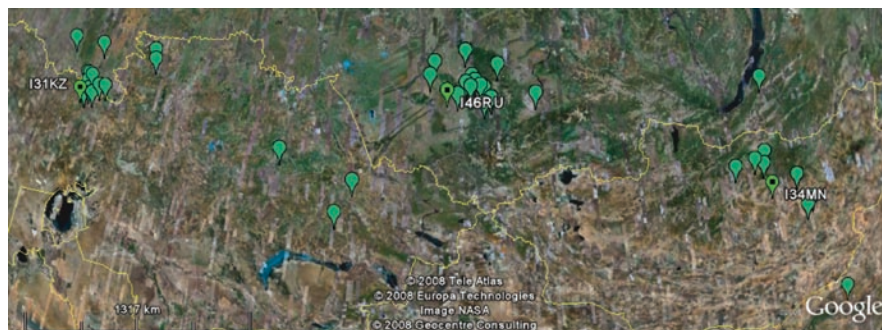 I31KZ
I46RU
I34MN
1317 km
© 2008 Tele Atlas
© 2008 Europa Technologies
Image NASA
© 2008 Geocentre Consulting
Google